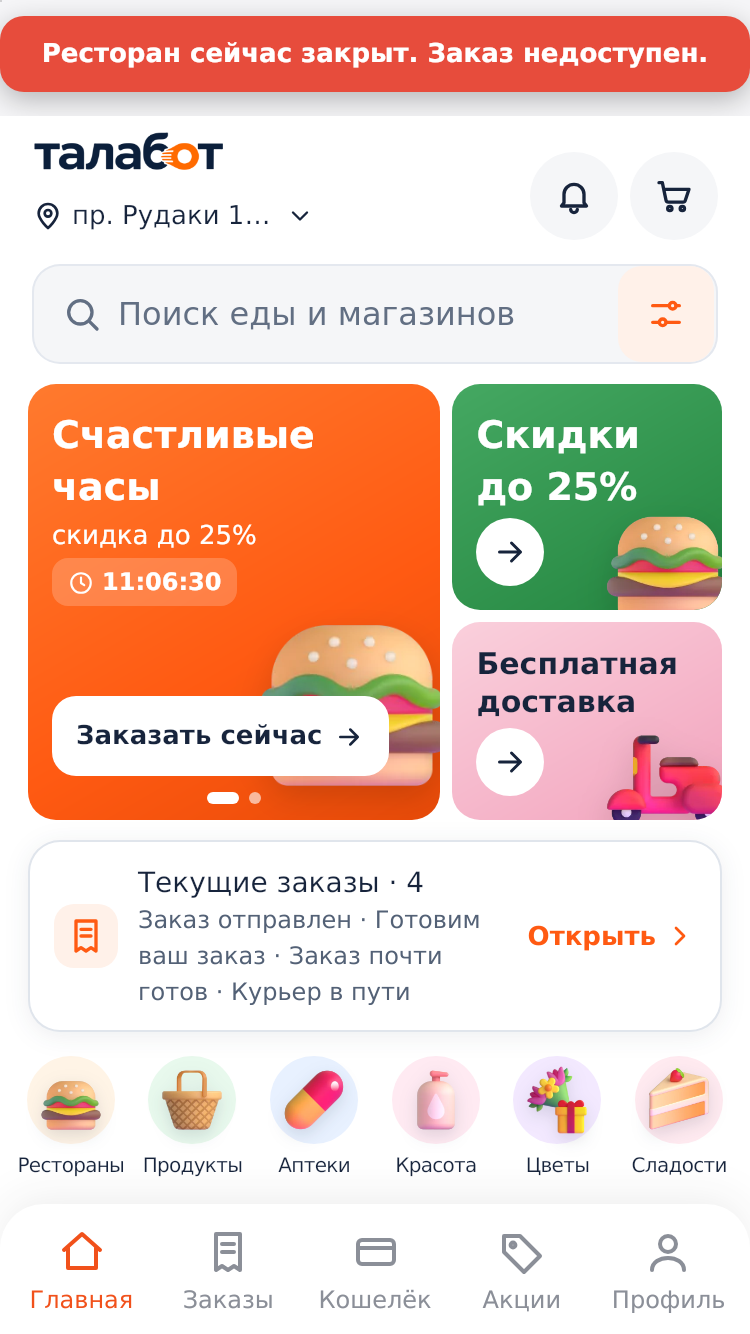 Ресторан сейчас закрыт. Заказ недоступен.
талабот
пр. Рудаки 1...
Поиск еды и магазинов
Счастливые
часы
скидка до 25%
11:06:30
Заказать сейчас
Скидки
до 25%
Бесплатная
доставка
Текущие заказы · 4
Заказ отправлен · Готовим
ваш заказ · Заказ почти
готов · Курьер в пути
Открыть
Рестораны
Продукты
Аптеки
Красота
Цветы
Сладости
Главная
Заказы
Кошелёк
Акции
Профиль